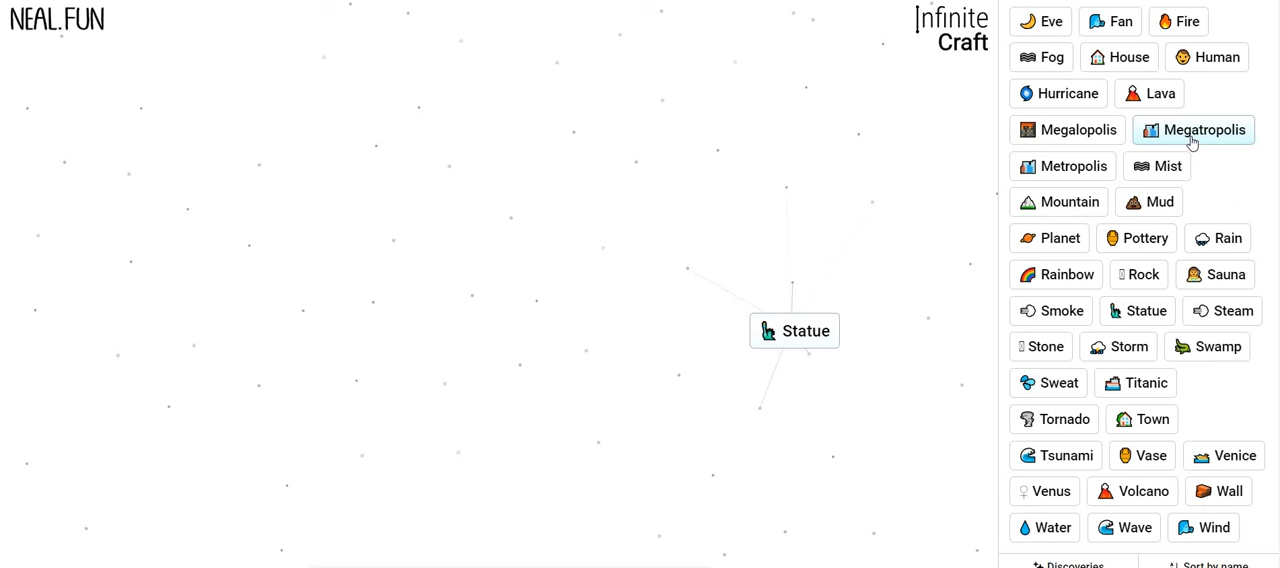 NEAL.FUN
Infinite
Craft
Eve
Fan
Fire
Fog
House
Human
Hurricane
Lava
Megalopolis
Megatropolis
Metropolis
Mist
Mountain
Mud
Planet
Pottery
Rain
Rainbow
Rock
Sauna
Smoke
Statue
Steam
Statue
Stone
Storm
Swamp
Sweat
Titanic
Tornado
Town
Tsunami
Vase
Venice
Venus
Volcano
Wall
Water
Wave
Wind
Discoveries
Sort by name